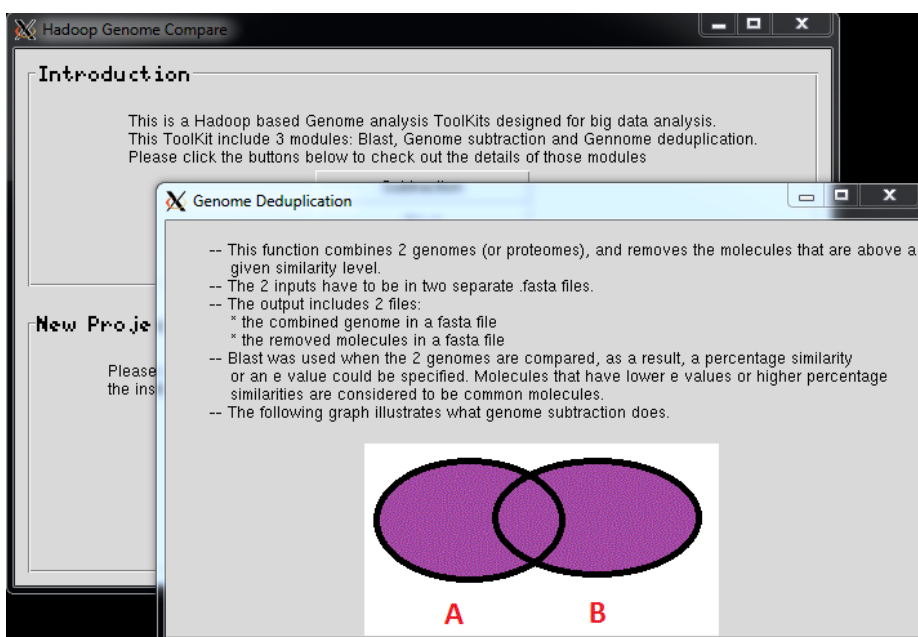 Hadoop Genome Compare
Introduction
This is a Hadoop based Genome analysis ToolKits designed for big data analysis.
This ToolKit include 3 modules: Blast, Genome subtraction and Gennome deduplication.
Please click the buttons below to check out the details of those modules
New Proje
Please
the ins
Genome Deduplication
-- This function combines 2 genomes (or proteomes), and removes the molecules that are above a
given similarity level.
-- The 2 inputs have to be in two separate .fasta files.
-- The output includes 2 files:
* the combined genome in a fasta file
* the removed molecules in a fasta file
-- Blast was used when the 2 genomes are compared, as a result, a percentage similarity
or an e value could be specified. Molecules that have lower e values or higher percentage
similarities are considered to be common molecules.
-- The following graph illustrates what genome subtraction does.
A B